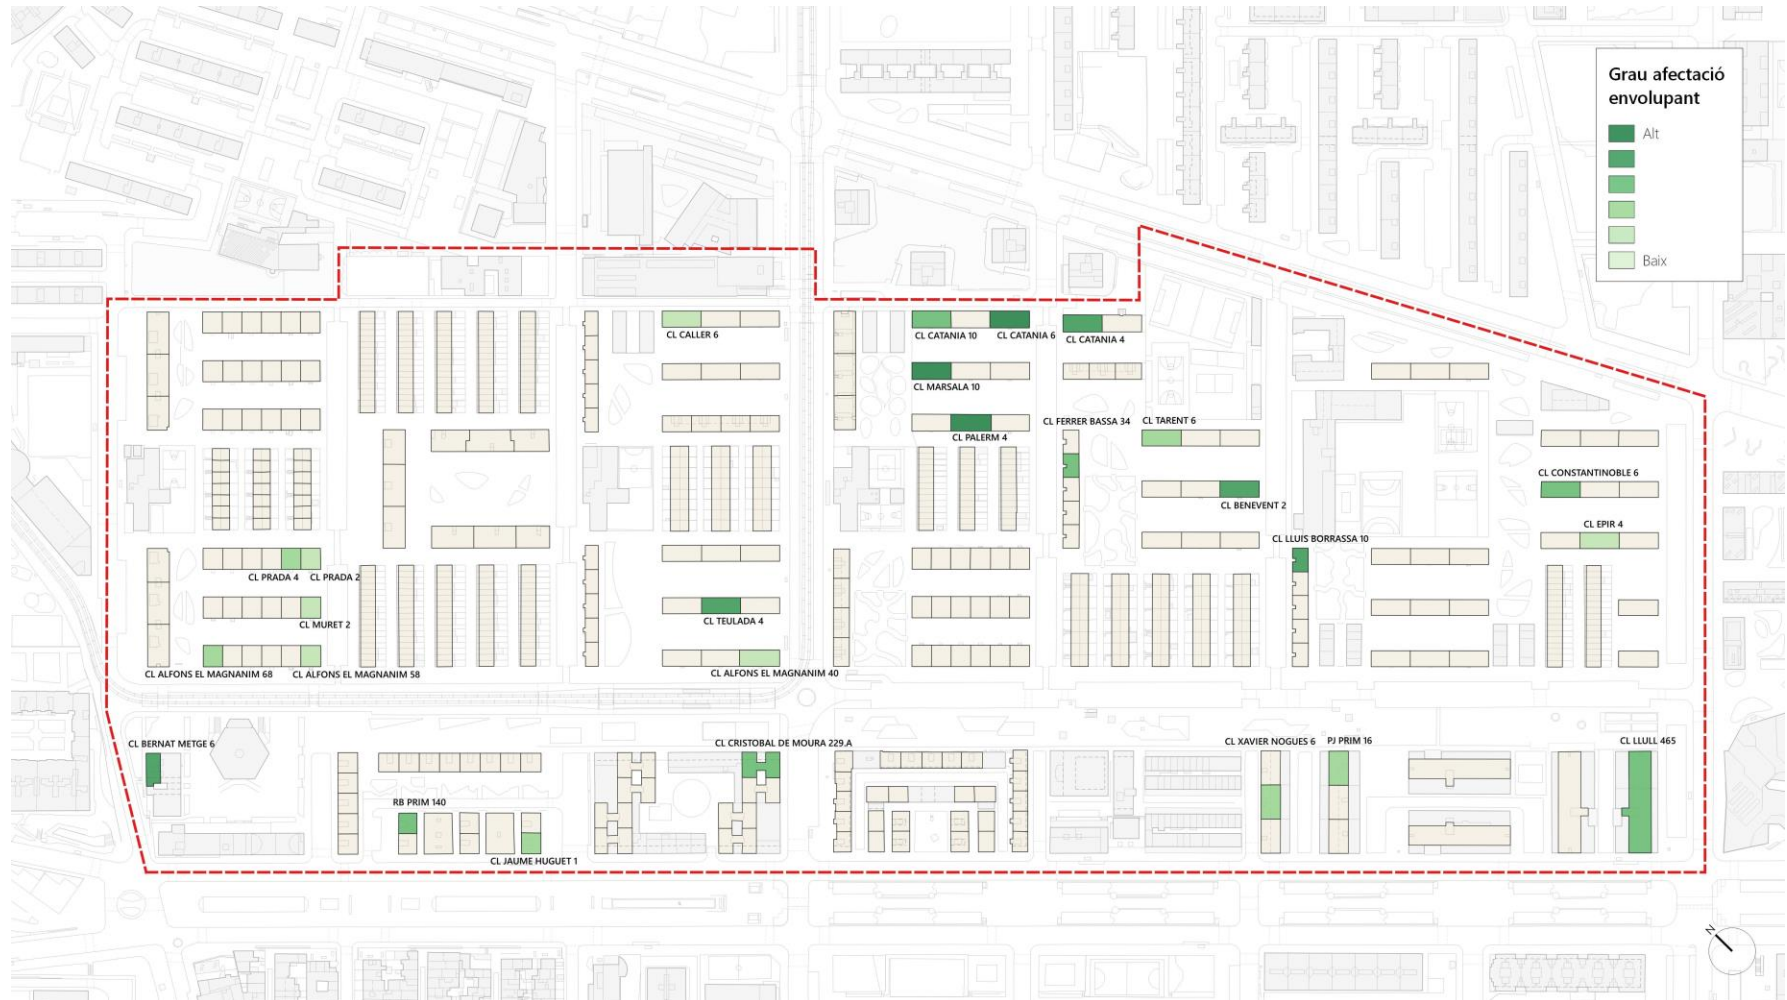 Grau afectació
envolupant
Alt
Baix
CL CALLER 6
CL CATANIA 10
CL CATANIA 6
CL CATANIA 4
CL MARSALA 10
CL PALERM 4
CL FERRER BASSA 34
CL TARENT 6
CL CONSTANTINOBLE 6
CL BENEVENT 2
CL EPIR 4
CL LLUIS BORRASSA 10
CL PRADA 4
CL PRADA 2
CL MURET 2
CL TEULADA 4
CL ALFONS EL MAGNANIM 68
CL ALFONS EL MAGNANIM 58
CL ALFONS EL MAGNANIM 40
CL BERNAT METGE 6
CL CRISTOBAL DE MOURA 229.A
CL XAVIER NOGUES 6
PJ PRIM 16
CL LLULL 465
RB PRIM 140
CL JAUME HUGUET 1
N